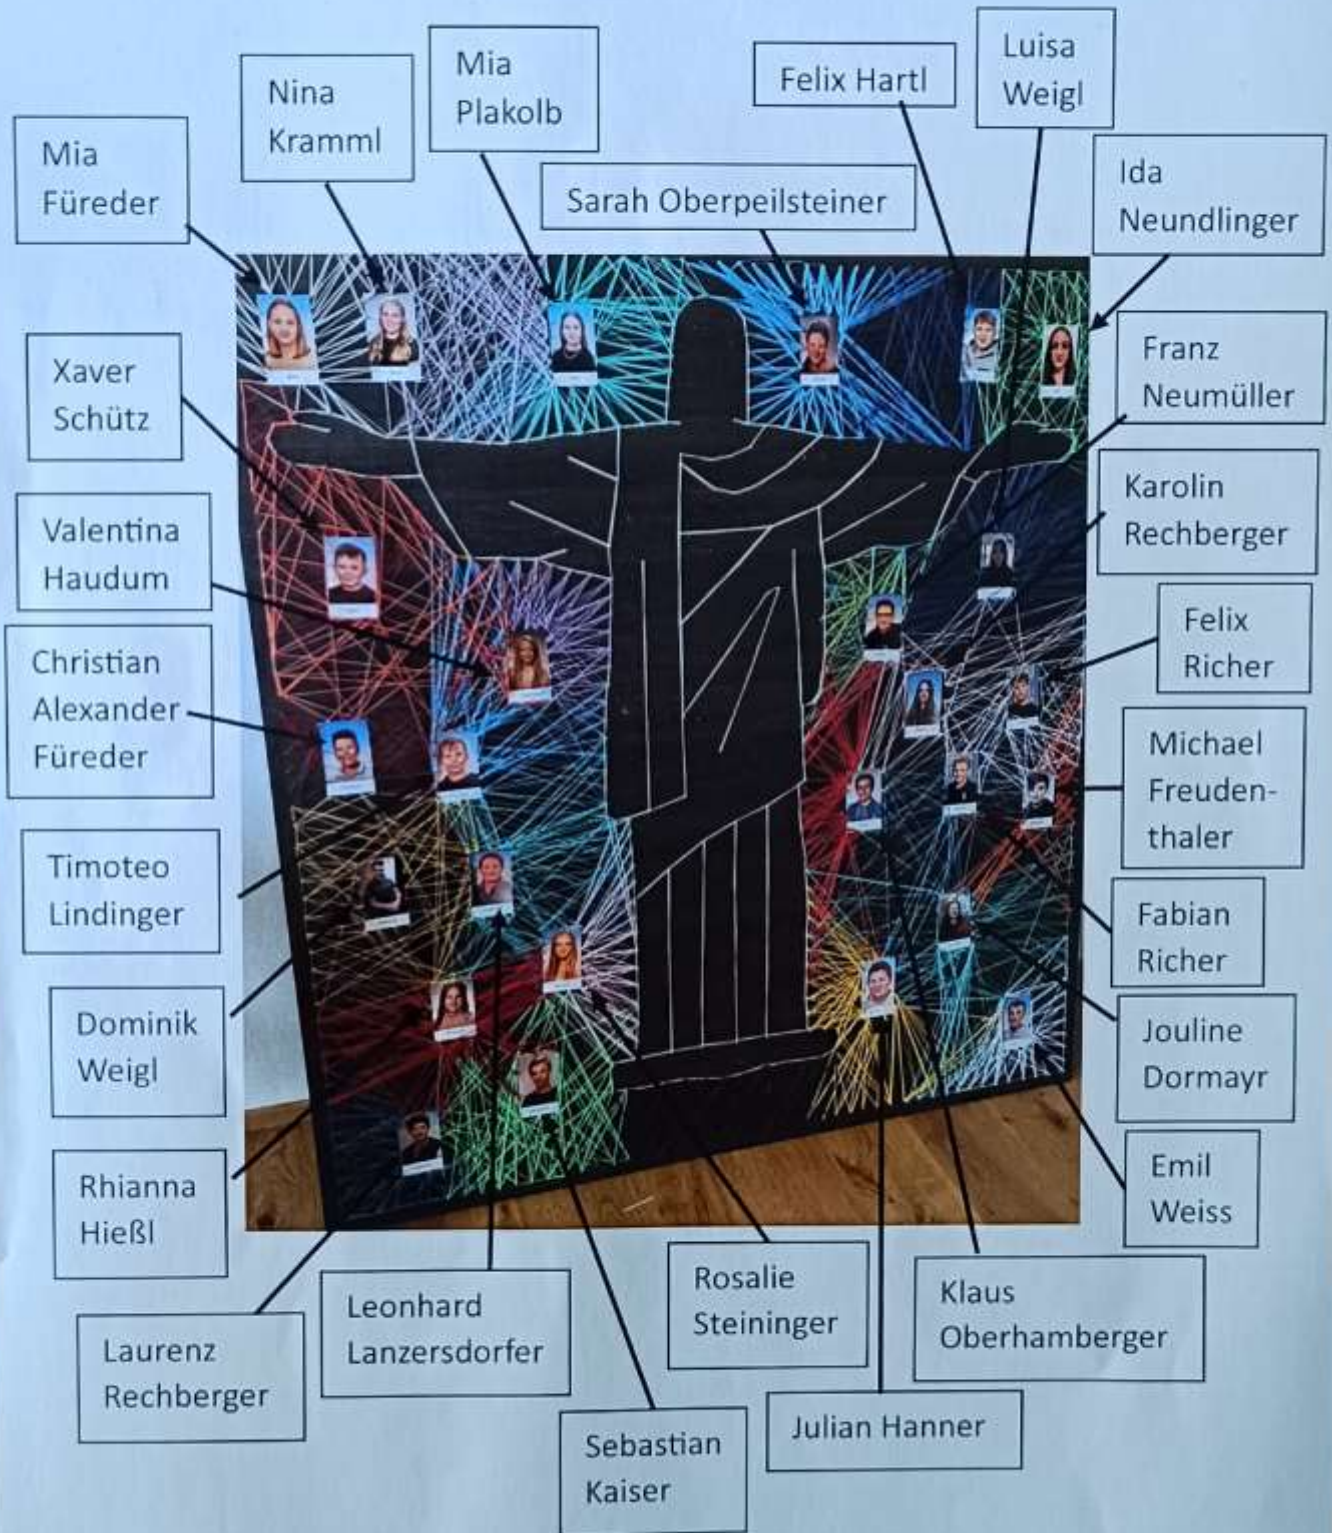 Mia
Füreder
Nina
Kramml
Mia
Plakolb
Sarah Oberpeilsteiner
Felix Hartl
Luisa
Weigl
Ida
Neundlinger
Xaver
Schütz
Franz
Neumüller
Valentina
Haudum
Karolin
Rechberger
Christian
Alexander
Füreder
Felix
Richer
Michael
Freuden-
thaler
Timoteo
Lindinger
Fabian
Richer
Dominik
Weigl
Jouline
Dormayr
Rhianna
Hießl
Emil
Weiss
Laurenz
Rechberger
Leonhard
Lanzersdorfer
Rosalie
Steininger
Klaus
Oberhamberger
Sebastian
Kaiser
Julian Hanner